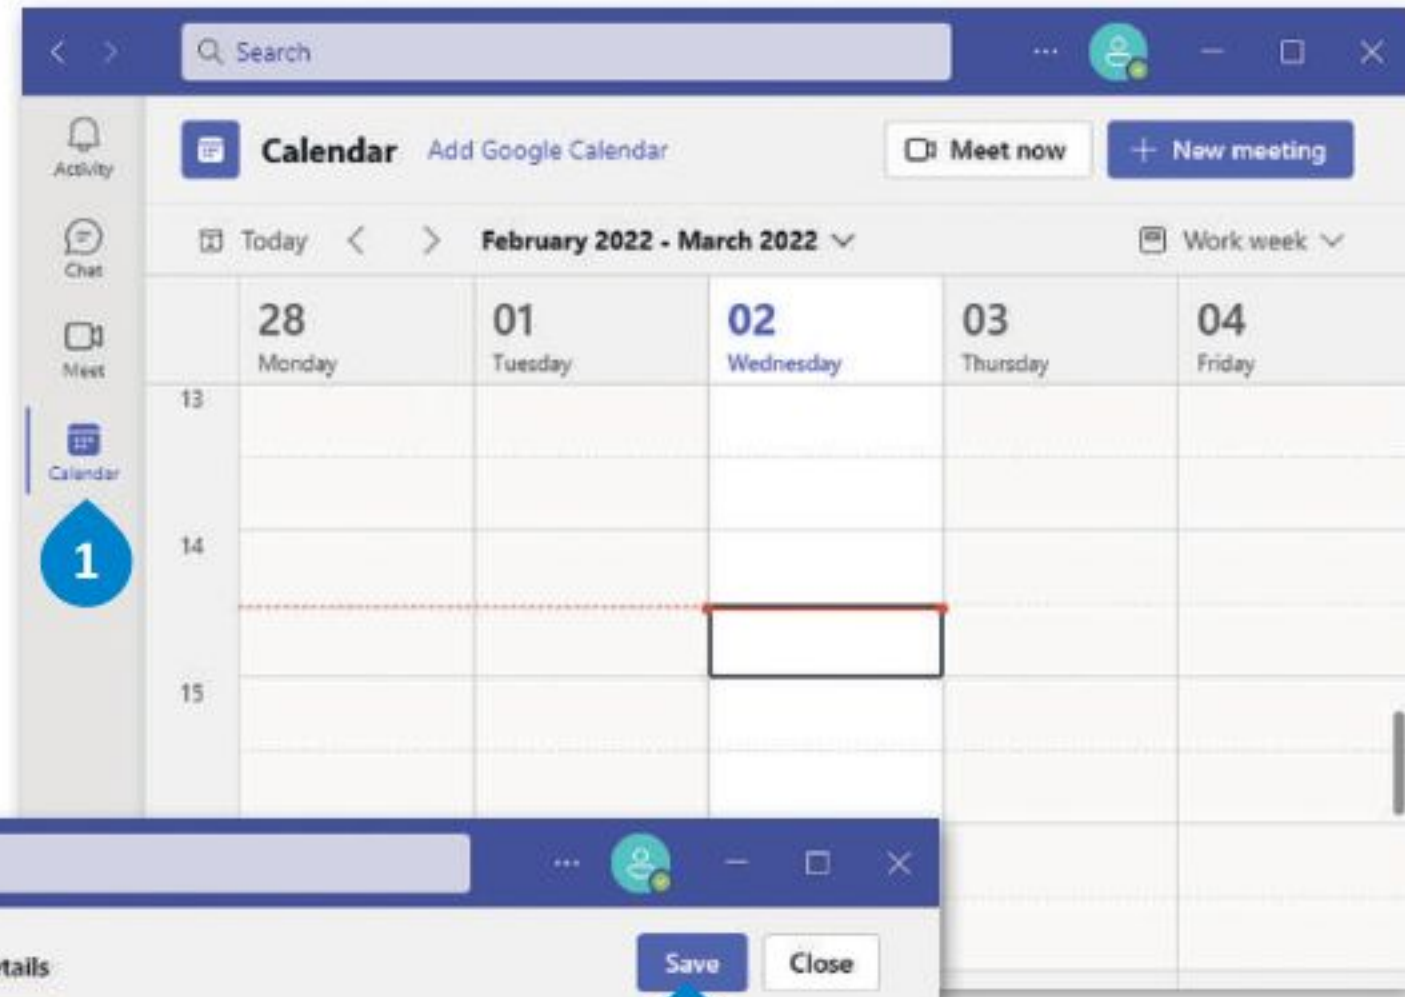 Search
Activity
Calendar
Add Google Calendar
Meet now
New meeting
Chat
Today
February 2022 - March 2022
Work week
Meet
28
01
02
03
04
Monday
Tuesday
Wednesday
Thursday
Friday
13
Calendar
1
14
15
tails
Save
Close